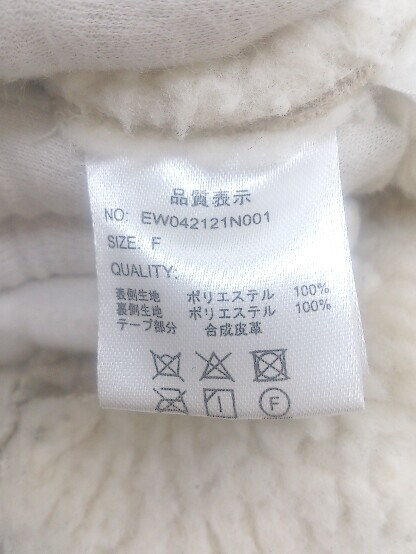 品質表示
NO: EW042121N001
SIZE: F
QUALITY:
表側生地 ポリエステル 100%
裏側生地 ポリエステル 100%
テープ部分 合成皮革
F